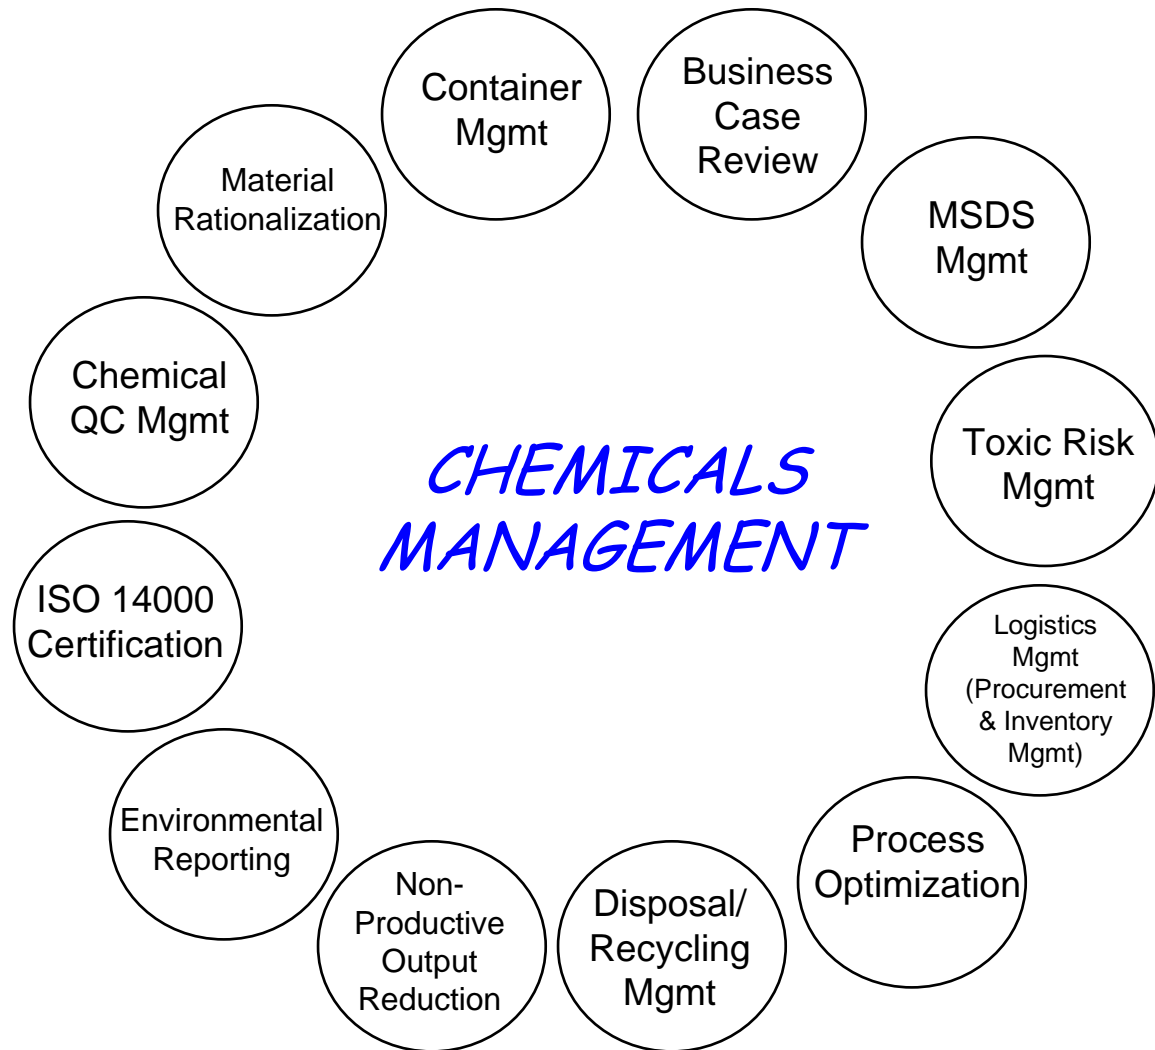 Container
Mgmt
Business
Case
Review
Material
Rationalization
MSDS
Mgmt
Chemical
QC Mgmt
CHEMICALS
MANAGEMENT
Toxic Risk
Mgmt
ISO 14000
Certification
Logistics
Mgmt
(Procurement
& Inventory
Mgmt)
Environmental
Reporting
Process
Optimization
Non-
Productive
Output
Reduction
Disposal/
Recycling
Mgmt